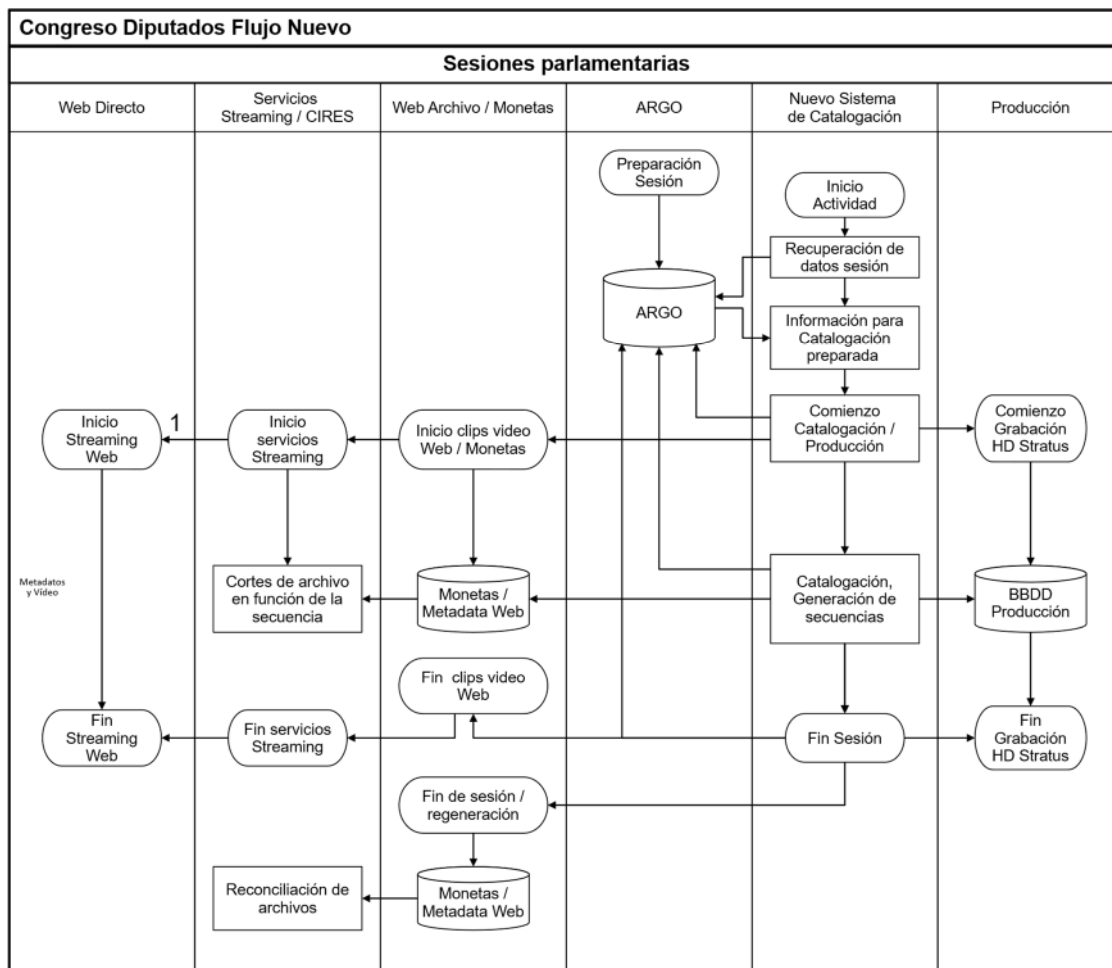 Congreso Diputados Flujo Nuevo
Sesiones parlamentarias
Web Directo
Servicios
Streaming / CIRES
Web Archivo / Monetas
ARGO
Nuevo Sistema
de Catalogación
Producción
Preparación
Sesión
Inicio
Actividad
Recuperación de
datos sesión
ARGO
Información para
Catalogación
preparada
Inicio
Streaming
Web
1
Inicio
servicios
Streaming
Inicio clips video
Web / Monetas
Comienzo
Catalogación /
Producción
Comienzo
Grabación
HD Stratus
Metadatos
y Vídeo
Cortes de archivo
en función de la
secuencia
Monetas /
Metadata Web
Catalogación,
Generación de
secuencias
BBDD
Producción
Fin clips video
Web
Fin
Streaming
Web
Fin servicios
Streaming
Fin Sesión
Fin
Grabación
HD Stratus
Fin de sesión /
regeneración
Reconciliación de
archivos
Monetas /
Metadata Web